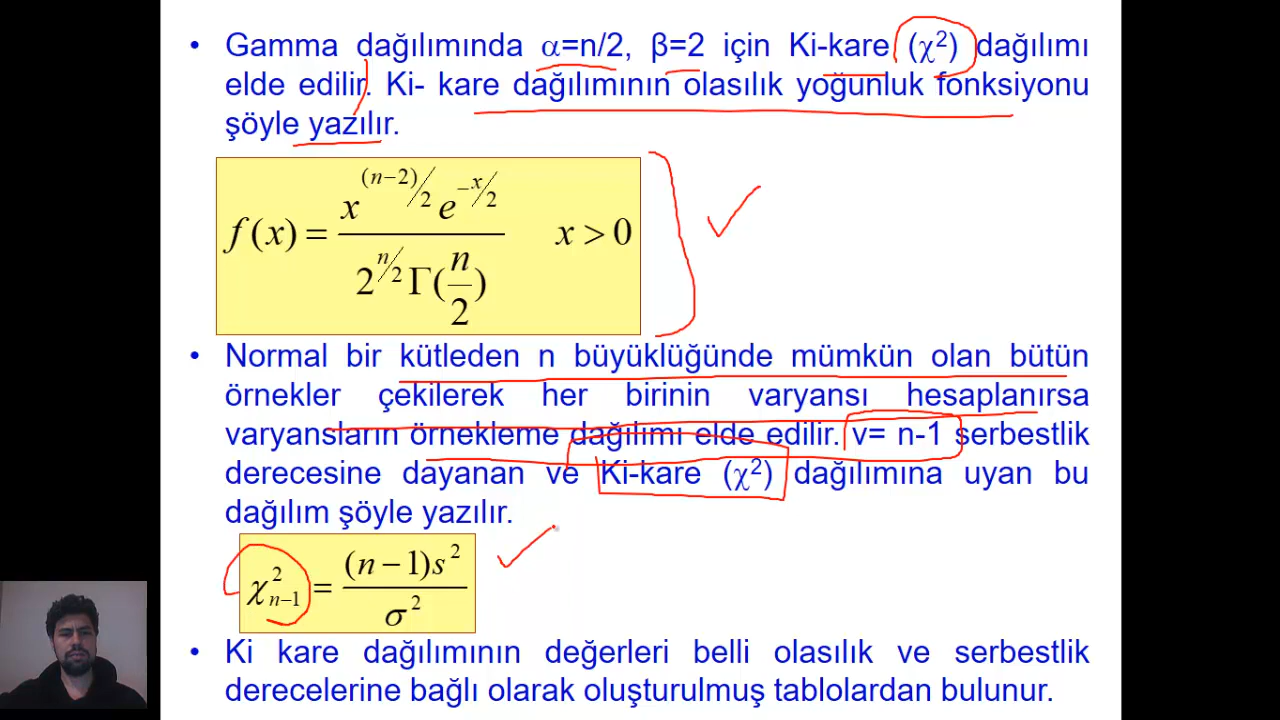 • Gamma dağılımında α=n/2, β=2 için Ki-kare (χ²) dağılımı
elde edilir. Ki- kare dağılımının olasılık yoğunluk fonksiyonu
şöyle yazılır.
f(x) = x^((n−2)/2) e^(−x/2) / (2^(n/2) Γ(n/2))    x > 0
• Normal bir kütleden n büyüklüğünde mümkün olan bütün
örnekler çekilerek her birinin varyansı hesaplanırsa
varyansların örnekleme dağılımı elde edilir. v= n-1 serbestlik
derecesine dayanan ve Ki-kare (χ²) dağılımına uyan bu
dağılım şöyle yazılır.
χ²_(n−1) = (n−1)s² / σ²
• Ki kare dağılımının değerleri belli olasılık ve serbestlik
derecelerine bağlı olarak oluşturulmuş tablolardan bulunur.